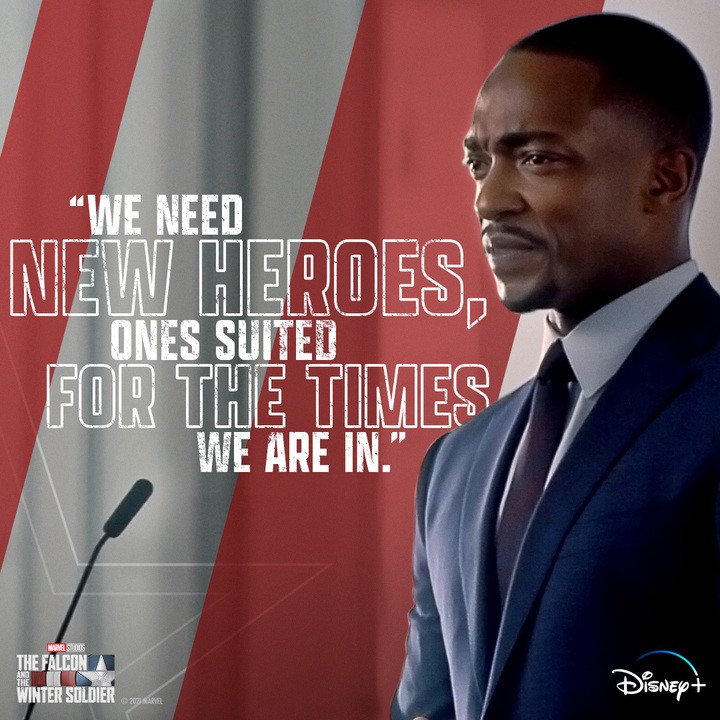 “WE NEED
NEW HEROES,
ONES SUITED
FOR THE TIMES
WE ARE IN.”
MARVEL STUDIOS
THE FALCON
AND THE
WINTER SOLDIER
© 2021 MARVEL
Disney+